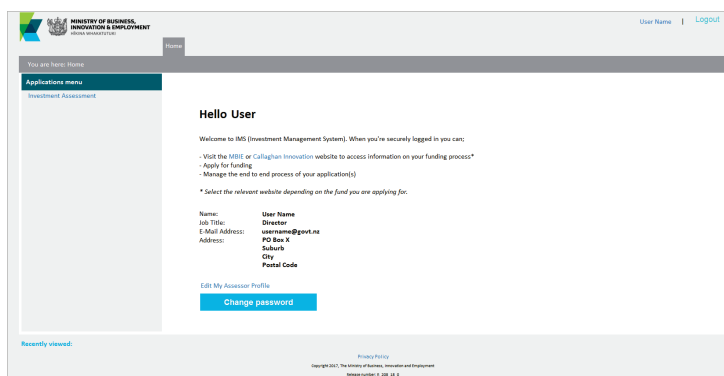 MINISTRY OF BUSINESS,
INNOVATION & EMPLOYMENT
HĪKINA WHAKATUTUKI
User Name | Logout
Home
You are here: Home
Applications menu
Investment Assessment
Hello User
Welcome to IMS (Investment Management System). When you're securely logged in you can;
- Visit the MBIE or Callaghan Innovation website to access information on your funding process*
- Apply for funding
- Manage the end to end process of your application(s)
* Select the relevant website depending on the fund you are applying for.
Name: User Name
Job Title: Director
E-Mail Address: username@govt.nz
Address: PO Box X
Suburb
City
Postal Code
Edit My Assessor Profile
Change password
Recently viewed:
Privacy Policy
Copyright 2017, The Ministry of Business, Innovation and Employment
Release number: